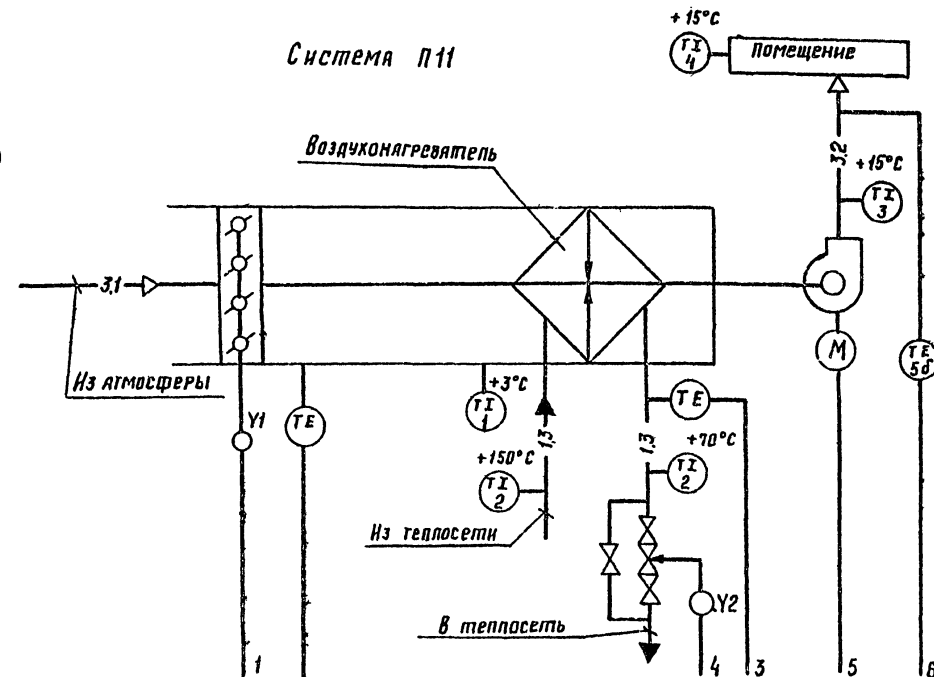 Система П11
+15°С
TI
4
Помещение
Воздухонагреватель
3,2
+15°С
TI
3
3,1
Из атмосферы
М
TE
5б
Y1
TE
+3°С
TI
1
1,3
+150°С
TI
2
Из теплосети
TE
1,3
+70°С
TI
2
Y2
В теплосеть
1
4
3
5